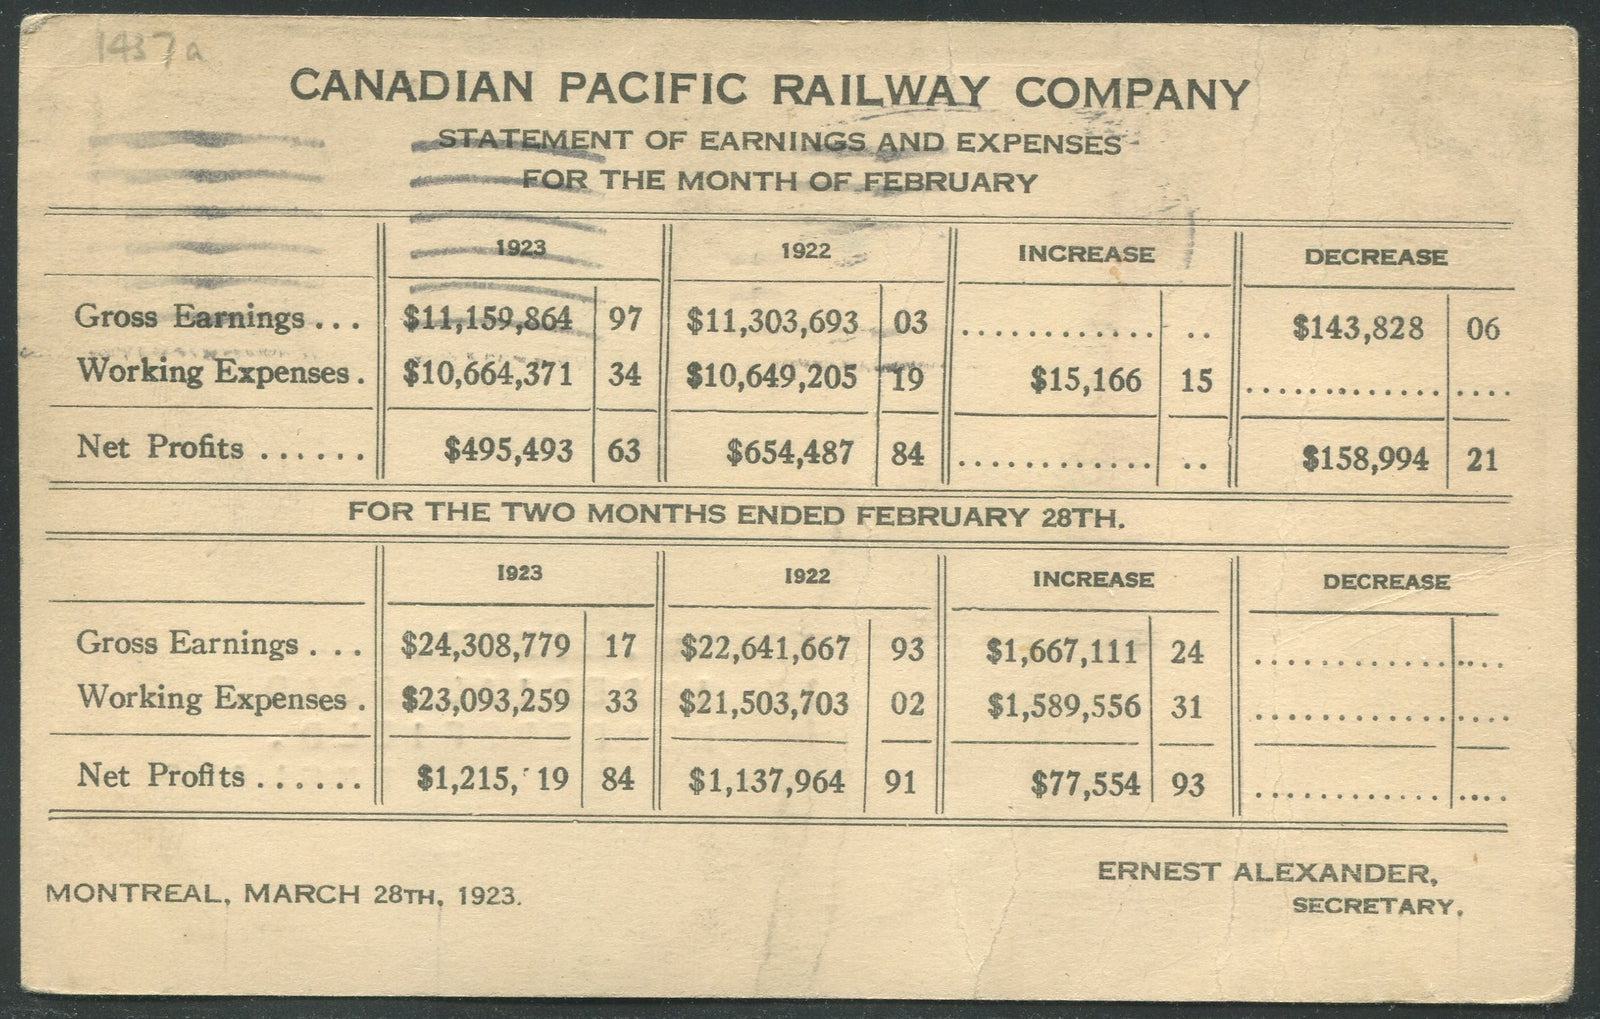 1437a
CANADIAN PACIFIC RAILWAY COMPANY
STATEMENT OF EARNINGS AND EXPENSES
FOR THE MONTH OF FEBRUARY
1923 1922 INCREASE DECREASE
Gross Earnings ... $11,159,864 97 $11,303,693 03 ............ .. $143,828 06
Working Expenses. $10,664,371 34 $10,649,205 19 $15,166 15 ............ ....
Net Profits ...... $495,493 63 $654,487 84 ............ .. $158,994 21
FOR THE TWO MONTHS ENDED FEBRUARY 28TH.
1923 1922 INCREASE DECREASE
Gross Earnings ... $24,308,779 17 $22,641,667 93 $1,667,111 24 ............ ....
Working Expenses . $23,093,259 33 $21,503,703 02 $1,589,556 31 ............ ....
Net Profits ...... $1,215, 19 84 $1,137,964 91 $77,554 93 ............ ....
MONTREAL, MARCH 28TH, 1923.
ERNEST ALEXANDER,
SECRETARY.